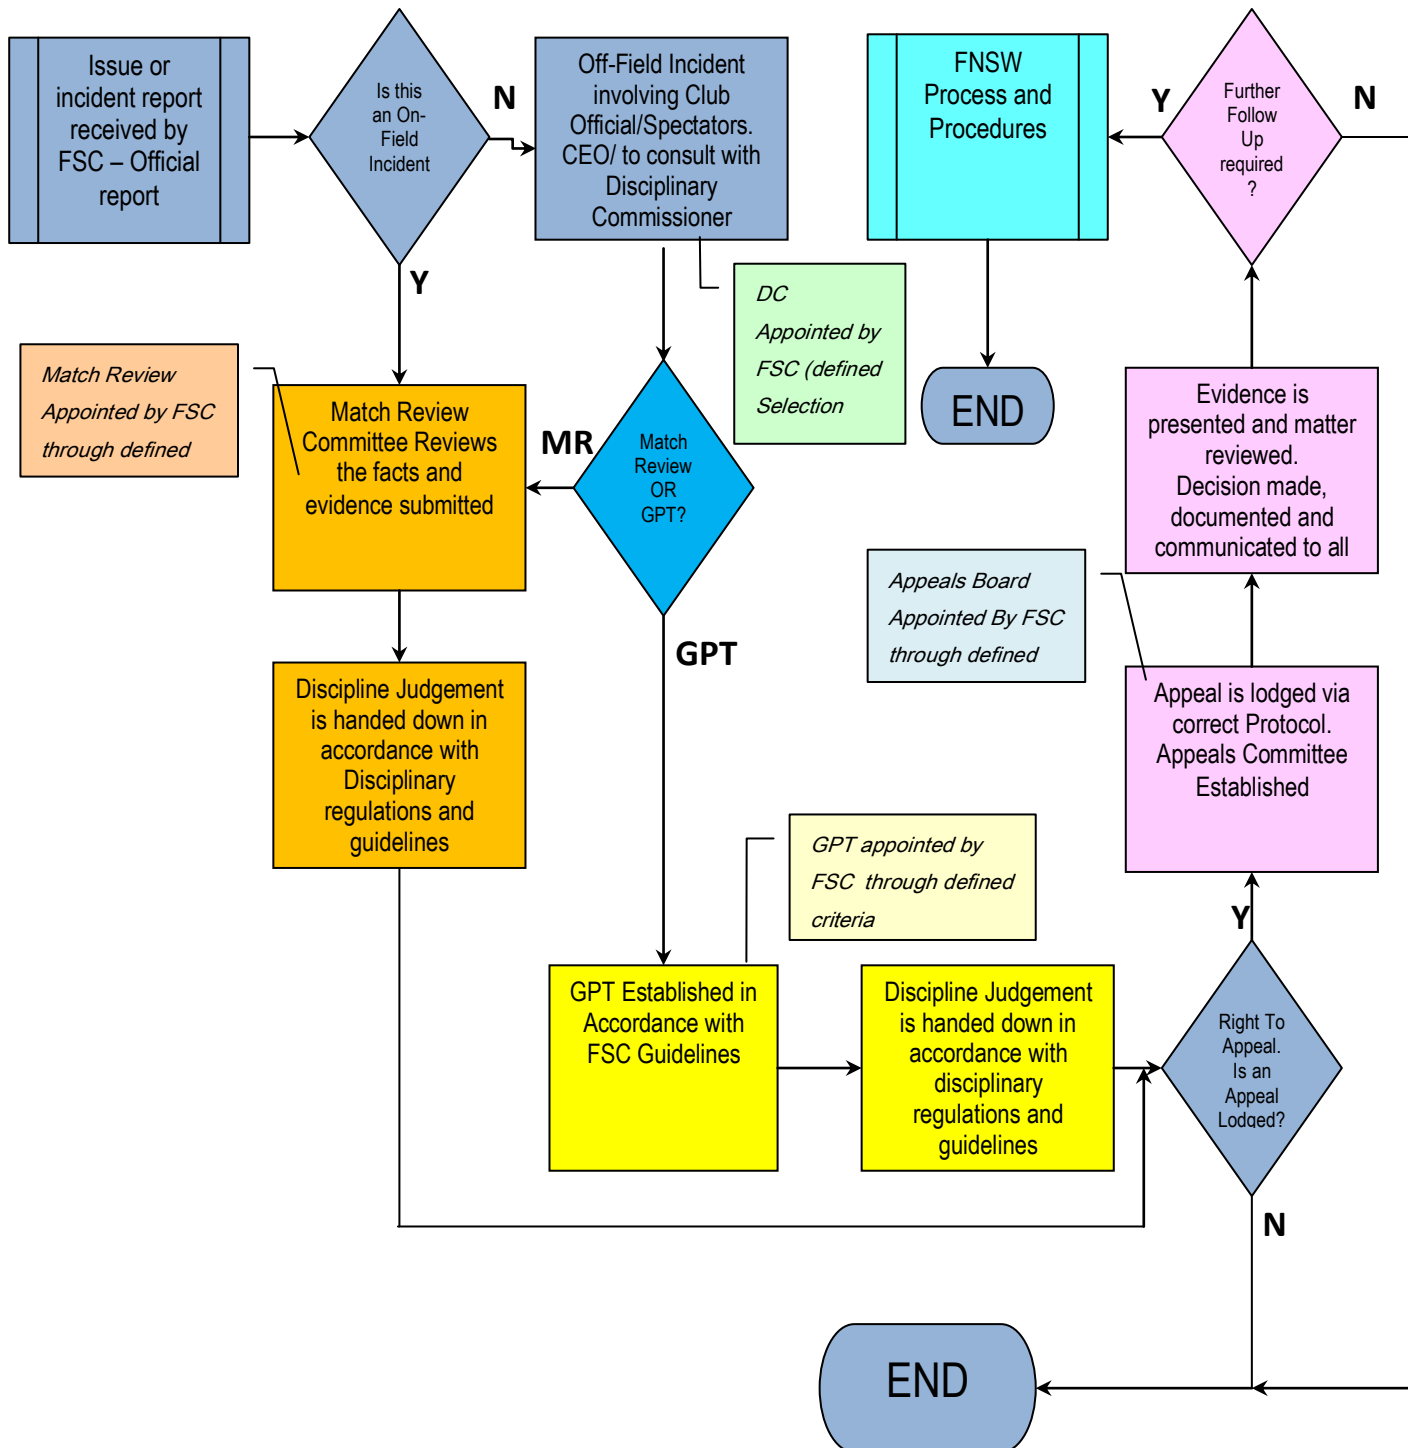 Issue or
incident report
received by
FSC – Official
report
Is this
an On-
Field
Incident
N
Y
Off-Field Incident
involving Club
Official/Spectators.
CEO/ to consult with
Disciplinary
Commissioner
FNSW
Process and
Procedures
Y
Further
Follow
Up
required
?
N
DC
Appointed by
FSC (defined
Selection
Match Review
Appointed by FSC
through defined
Match Review
Committee Reviews
the facts and
evidence submitted
MR
Match
Review
OR
GPT?
END
Evidence is
presented and matter
reviewed.
Decision made,
documented and
communicated to all
Appeals Board
Appointed By FSC
through defined
GPT
Discipline Judgement
is handed down in
accordance with
Disciplinary
regulations and
guidelines
Appeal is lodged via
correct Protocol.
Appeals Committee
Established
GPT appointed by
FSC through defined
criteria
Y
GPT Established in
Accordance with
FSC Guidelines
Discipline Judgement
is handed down in
accordance with
disciplinary
regulations and
guidelines
Right To
Appeal.
Is an
Appeal
Lodged?
N
END